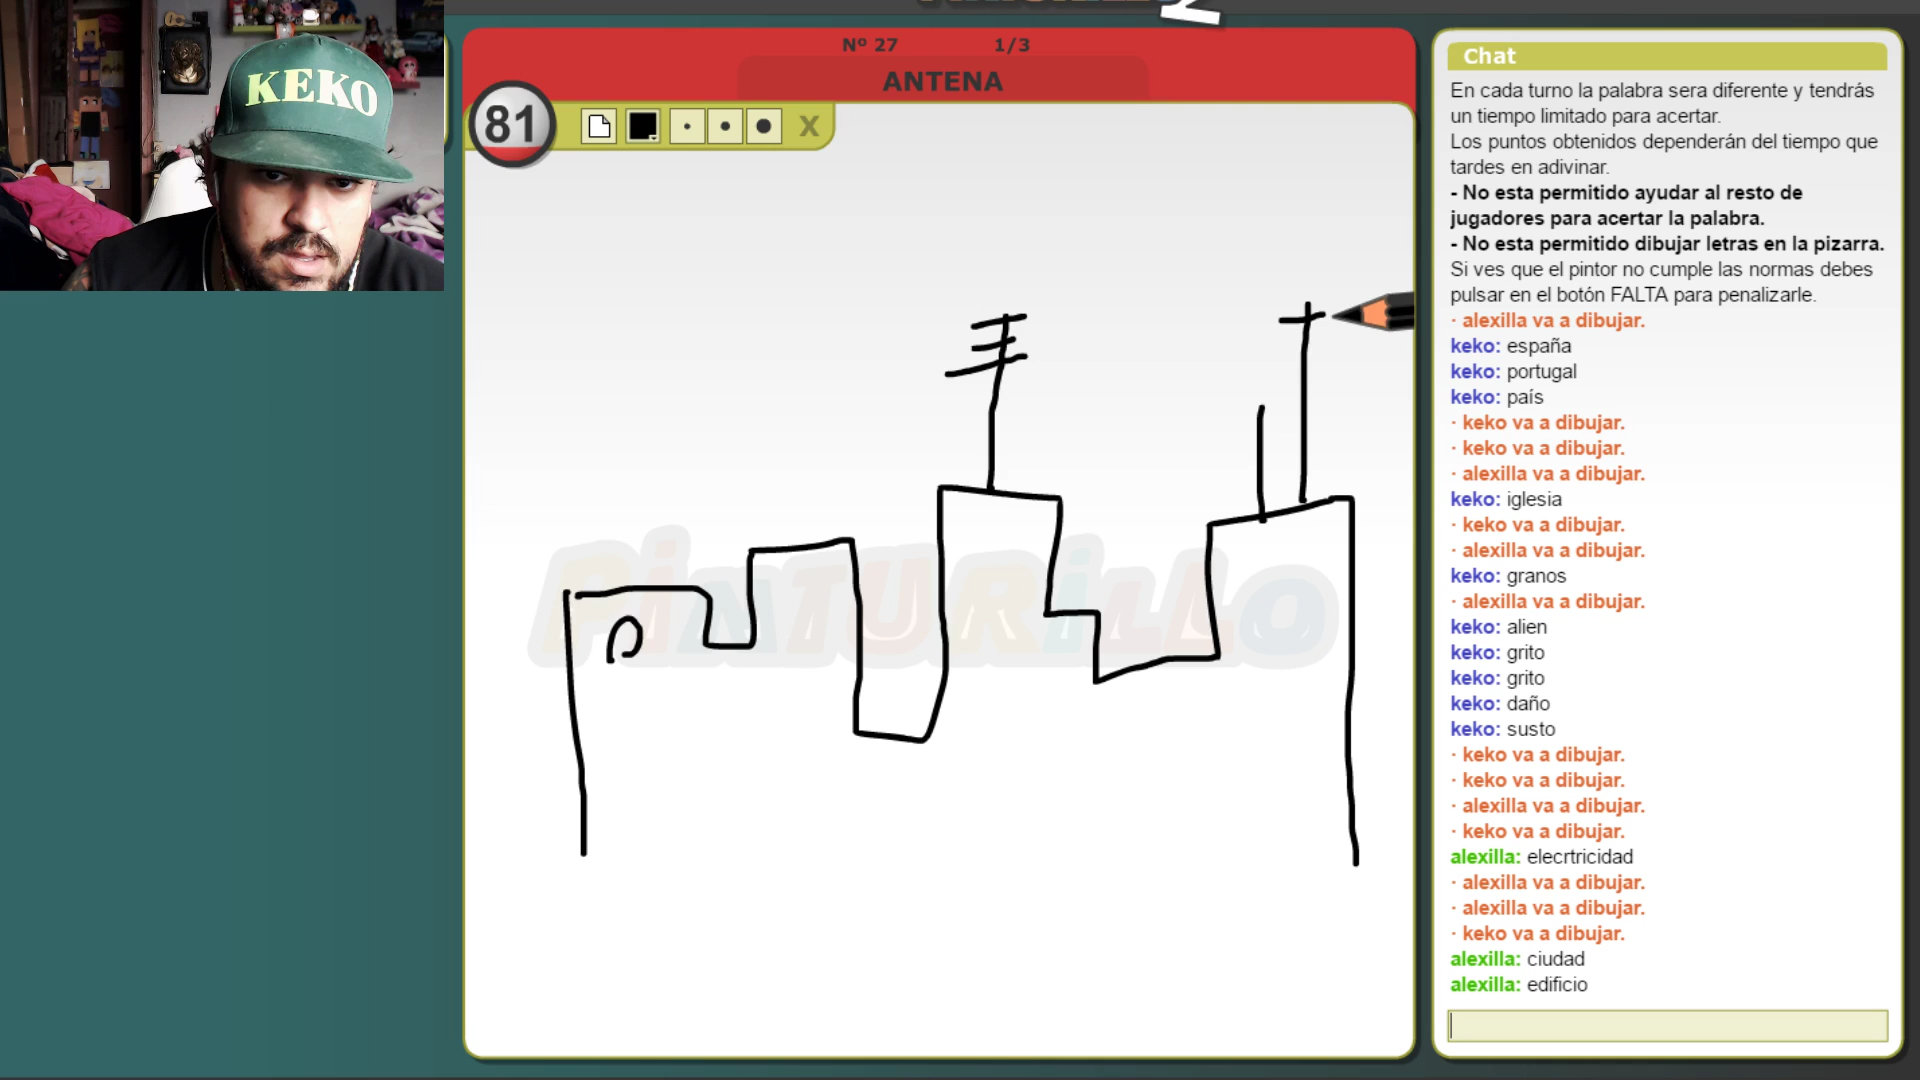 KEKO
Nº 27 1/3
ANTENA
81
X
PiNTURiLLO
Chat
En cada turno la palabra sera diferente y tendrás
un tiempo limitado para acertar.
Los puntos obtenidos dependerán del tiempo que
tardes en adivinar.
- No esta permitido ayudar al resto de
jugadores para acertar la palabra.
- No esta permitido dibujar letras en la pizarra.
Si ves que el pintor no cumple las normas debes
pulsar en el botón FALTA para penalizarle.
· alexilla va a dibujar.
keko: españa
keko: portugal
keko: país
· keko va a dibujar.
· keko va a dibujar.
· alexilla va a dibujar.
keko: iglesia
· keko va a dibujar.
· alexilla va a dibujar.
keko: granos
· alexilla va a dibujar.
keko: alien
keko: grito
keko: grito
keko: daño
keko: susto
· keko va a dibujar.
· keko va a dibujar.
· alexilla va a dibujar.
· keko va a dibujar.
alexilla: elecrtricidad
· alexilla va a dibujar.
· alexilla va a dibujar.
· keko va a dibujar.
alexilla: ciudad
alexilla: edificio